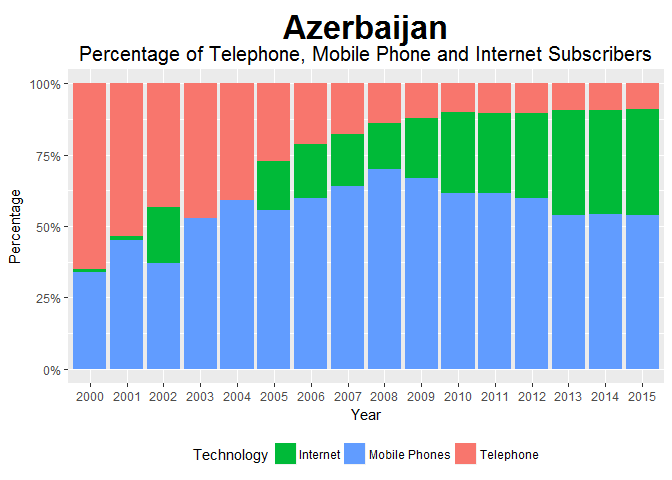 Azerbaijan
Percentage of Telephone, Mobile Phone and Internet Subscribers
100%
75%
50%
25%
0%
Percentage
2000 2001 2002 2003 2004 2005 2006 2007 2008 2009 2010 2011 2012 2013 2014 2015
Year
Technology Internet Mobile Phones Telephone